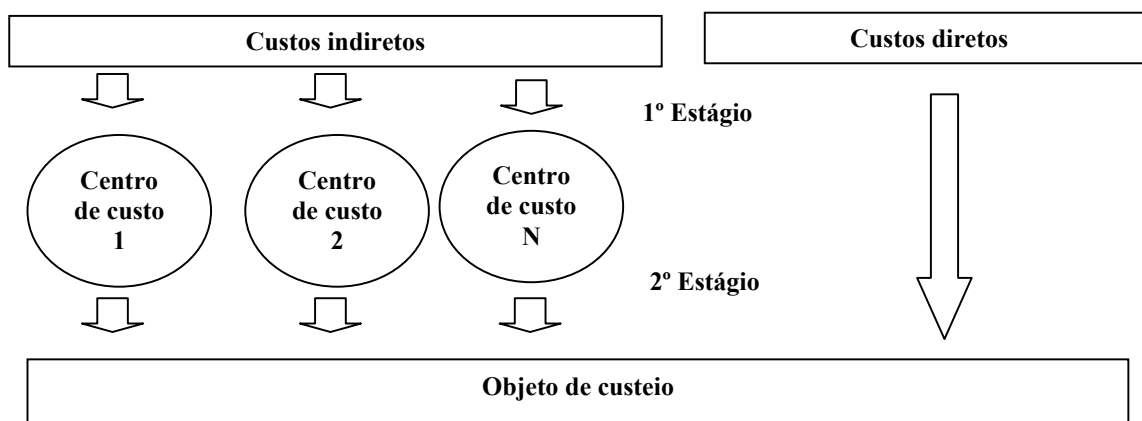 Custos indiretos
Custos diretos
1º Estágio
Centro
de custo
1
Centro
de custo
2
Centro
de custo
N
2º Estágio
Objeto de custeio